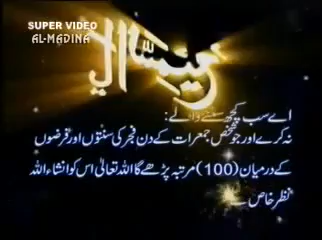 SUPER VIDEO
AL-MADINA
اے سب کچھ سننے والے:
نہ کرے اور جو شخص جمعرات کے دن فجر کی سنتوں اور فرضوں
کے درمیان (100) مرتبہ پڑھے گا اللہ تعالیٰ اس کو انشاء اللہ
نظر خاص